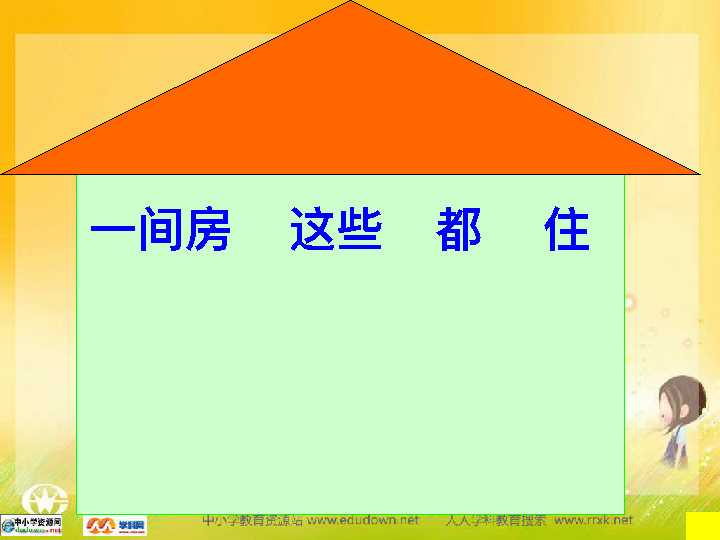 一间房 这些 都 住
中小学资源网
学科网
中小学教育资源站 www.edudown.net 人人学科教育搜索 www.rrxk.net